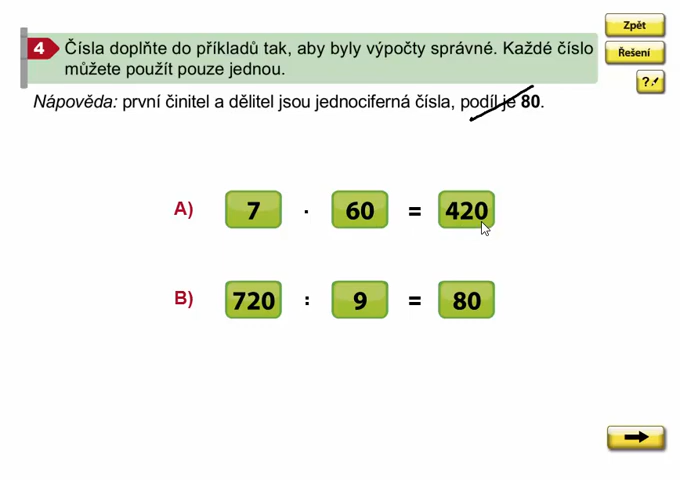 Zpět
4 Čísla doplňte do příkladů tak, aby byly výpočty správné. Každé číslo
můžete použít pouze jednou.
Řešení
?
Nápověda: první činitel a dělitel jsou jednociferná čísla, podíl je 80.
A) 7 · 60 = 420
B) 720 : 9 = 80